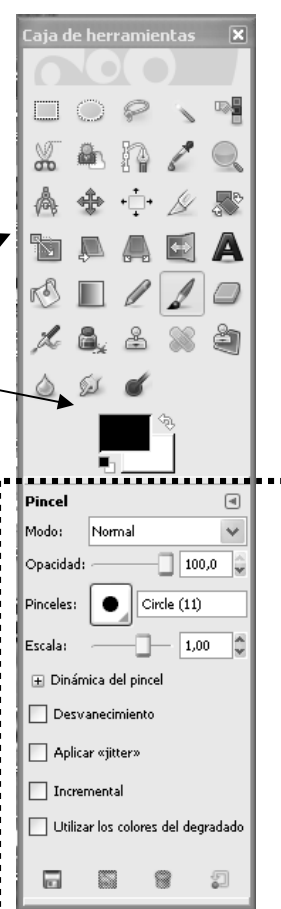 Caja de herramientas
Pincel
Modo: Normal
Opacidad: 100,0
Pinceles: Circle (11)
Escala: 1,00
Dinámica del pincel
Desvanecimiento
Aplicar «jitter»
Incremental
Utilizar los colores del degradado